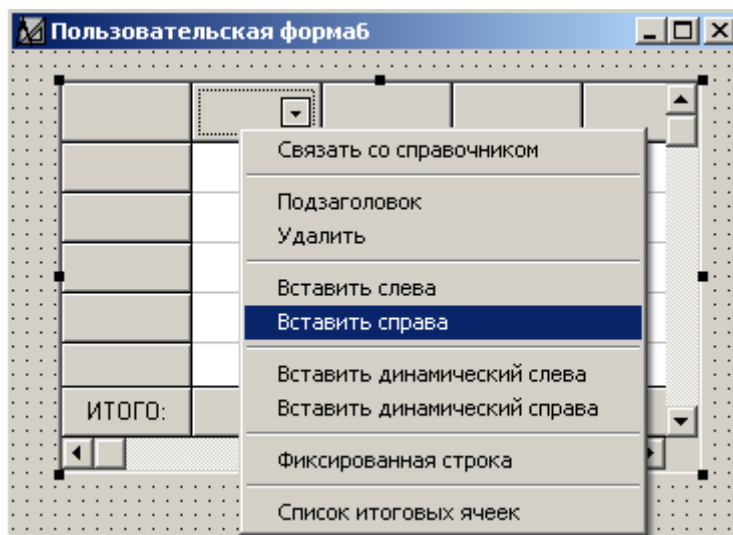 Пользовательская форма6
Связать со справочником
Подзаголовок
Удалить
Вставить слева
Вставить справа
Вставить динамический слева
Вставить динамический справа
ИТОГО:
Фиксированная строка
Список итоговых ячеек